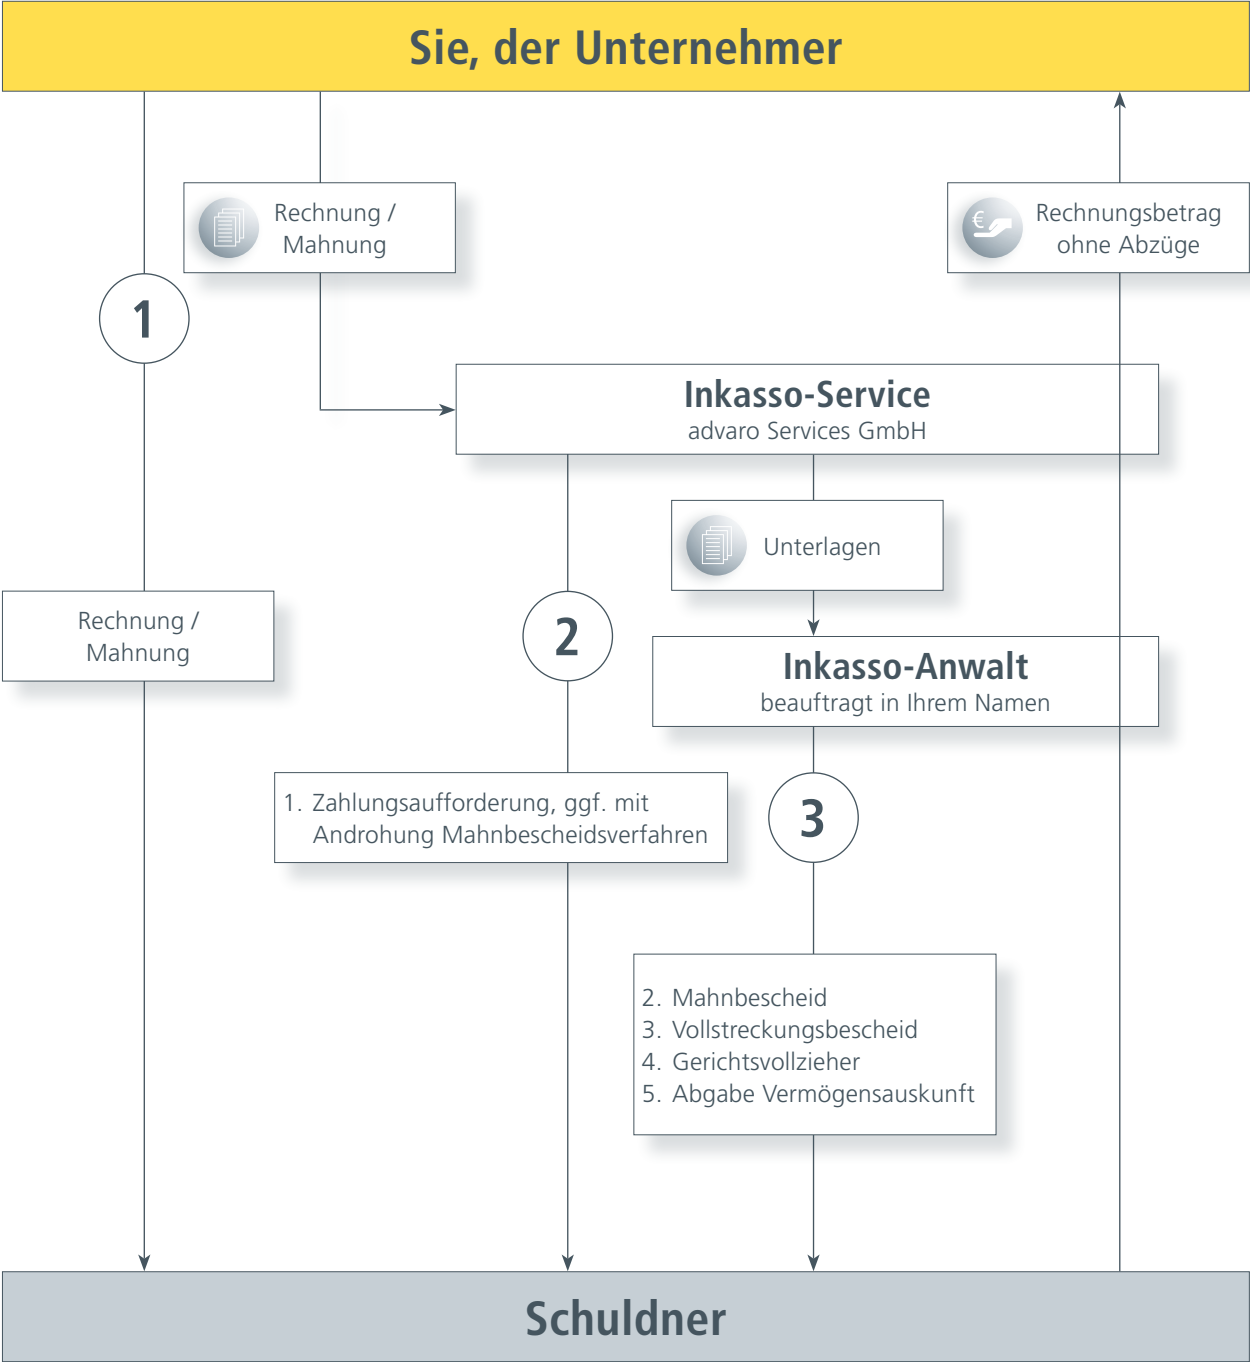 Sie, der Unternehmer
Rechnung /
Mahnung
€
Rechnungsbetrag
ohne Abzüge
1
Inkasso-Service
advaro Services GmbH
Unterlagen
Rechnung /
Mahnung
2
Inkasso-Anwalt
beauftragt in Ihrem Namen
1. Zahlungsaufforderung, ggf. mit
Androhung Mahnbescheidsverfahren
3
2. Mahnbescheid
3. Vollstreckungsbescheid
4. Gerichtsvollzieher
5. Abgabe Vermögensauskunft
Schuldner